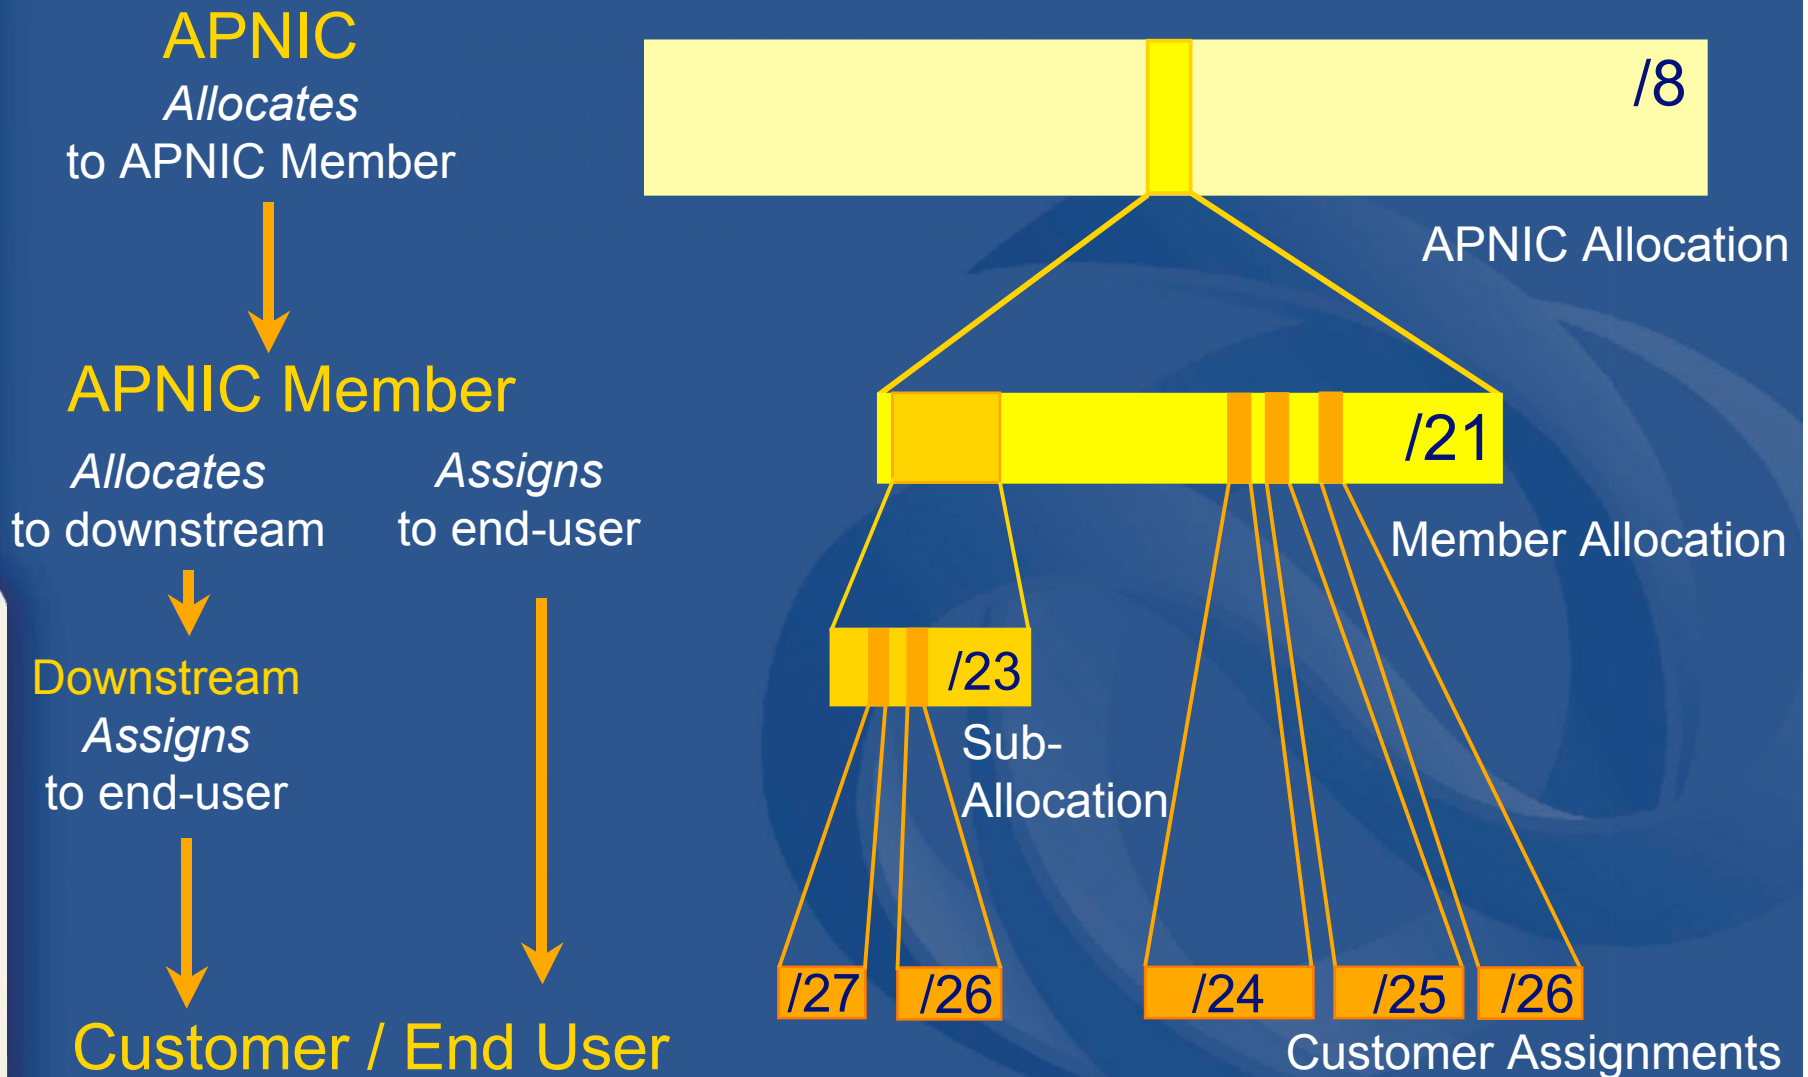 APNIC
Allocates
to APNIC Member
/8
APNIC Allocation
APNIC Member
Allocates
to downstream
Assigns
to end-user
/21
Member Allocation
Downstream
Assigns
to end-user
/23
Sub-
Allocation
/27
/26
/24
/25
/26
Customer / End User
Customer Assignments